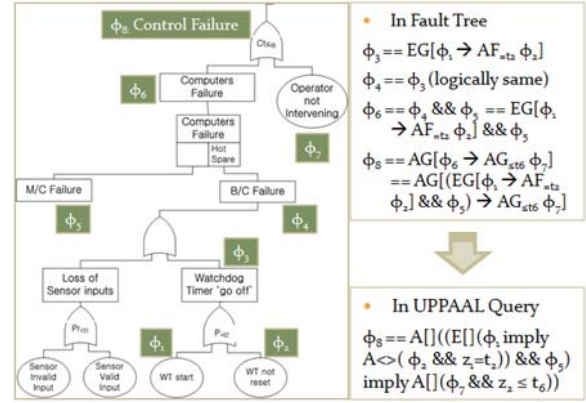 ϕ₈. Control Failure
Ct≤t6
Computers
Failure
ϕ₆
Operator
not
Intervening
ϕ₇
Computers
Failure
Hot
Spare
M/C Failure
B/C Failure
ϕ₅
ϕ₄
ϕ₃
Loss of
Sensor inputs
Watchdog
Timer 'go off'
ϕ₁
ϕ₂
Sensor
Invalid
Input
Sensor
Valid
Input
WT start
WT not
reset
• In Fault Tree
ϕ₃ == EG[ϕ₁ → AF₌t₂ ϕ₂]
ϕ₄ == ϕ₃ (logically same)
ϕ₆ == ϕ₄ && ϕ₅ == EG[ϕ₁
→ AF₌t₂ ϕ₂] && ϕ₅
ϕ₈ == AG[ϕ₆ → AG≤t6 ϕ₇]
== AG[(EG[ϕ₁ → AF₌t₂
ϕ₂] && ϕ₅) → AG≤t6 ϕ₇]
• In UPPAAL Query
ϕ₈ == A[]((E[](ϕ₁ imply
A<>( ϕ₂ && z₁=t₂)) && ϕ₅)
imply A[](ϕ₇ && z₂ ≤ t₆))